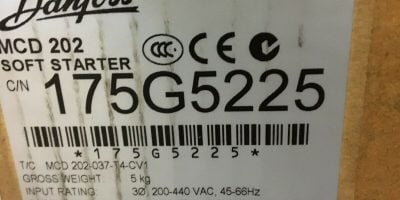 Danfoss
MCD 202
SOFT STARTER
C/N 175G5225
*175G5225*
T/C MCD 202-037-T4-CV1
GROSS WEIGHT: 5 kg
INPUT RATING: 3Ø, 200-440 VAC, 45-66Hz